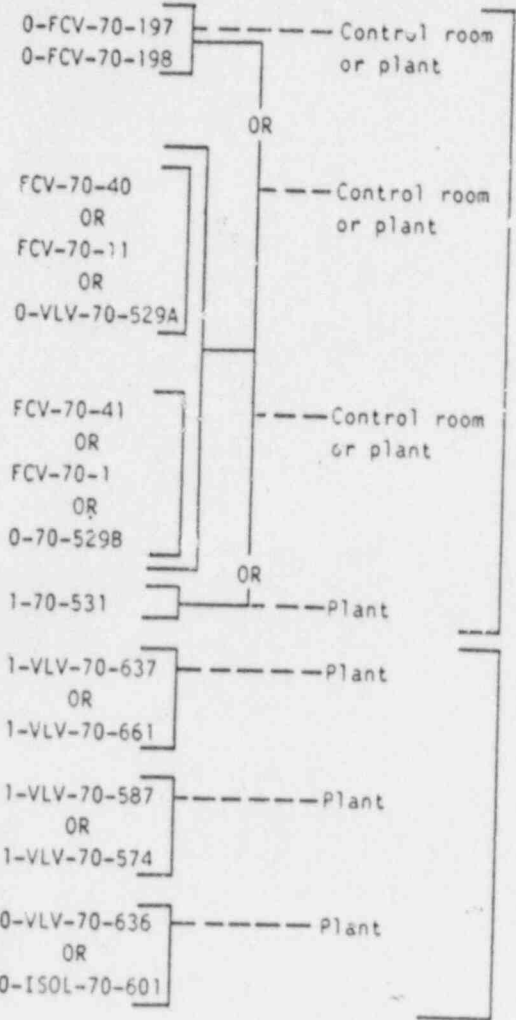 0-FCV-70-197 Control room
0-FCV-70-198 or plant
OR
FCV-70-40 Control room
OR or plant
FCV-70-11
OR
0-VLV-70-529A
FCV-70-41 Control room
OR or plant
FCV-70-1
OR
0-70-529B
OR
1-70-531 Plant
1-VLV-70-637 Plant
OR
1-VLV-70-661
1-VLV-70-587 Plant
OR
1-VLV-70-574
0-VLV-70-636 Plant
OR
0-ISOL-70-601